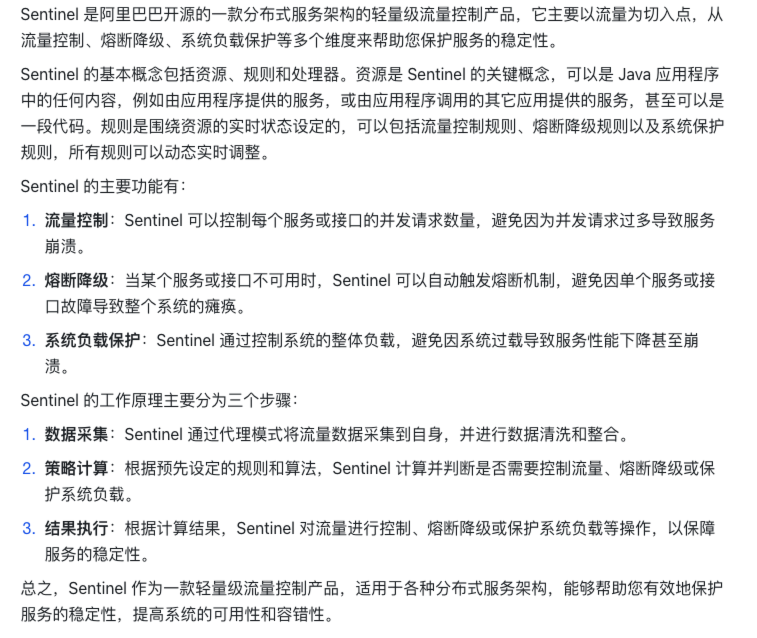 Sentinel 是阿里巴巴开源的一款分布式服务架构的轻量级流量控制产品，它主要以流量为切入点，从
流量控制、熔断降级、系统负载保护等多个维度来帮助您保护服务的稳定性。
Sentinel 的基本概念包括资源、规则和处理器。资源是 Sentinel 的关键概念，可以是 Java 应用程序
中的任何内容，例如由应用程序提供的服务，或由应用程序调用的其它应用提供的服务，甚至可以是
一段代码。规则是围绕资源的实时状态设定的，可以包括流量控制规则、熔断降级规则以及系统保护
规则，所有规则可以动态实时调整。
Sentinel 的主要功能有：
1. 流量控制：Sentinel 可以控制每个服务或接口的并发请求数量，避免因为并发请求过多导致服务
崩溃。
2. 熔断降级：当某个服务或接口不可用时，Sentinel 可以自动触发熔断机制，避免因单个服务或接
口故障导致整个系统的瘫痪。
3. 系统负载保护：Sentinel 通过控制系统的整体负载，避免因系统过载导致服务性能下降甚至崩
溃。
Sentinel 的工作原理主要分为三个步骤：
1. 数据采集：Sentinel 通过代理模式将流量数据采集到自身，并进行数据清洗和整合。
2. 策略计算：根据预先设定的规则和算法，Sentinel 计算并判断是否需要控制流量、熔断降级或保
护系统负载。
3. 结果执行：根据计算结果，Sentinel 对流量进行控制、熔断降级或保护系统负载等操作，以保障
服务的稳定性。
总之，Sentinel 作为一款轻量级流量控制产品，适用于各种分布式服务架构，能够帮助您有效地保护
服务的稳定性，提高系统的可用性和容错性。